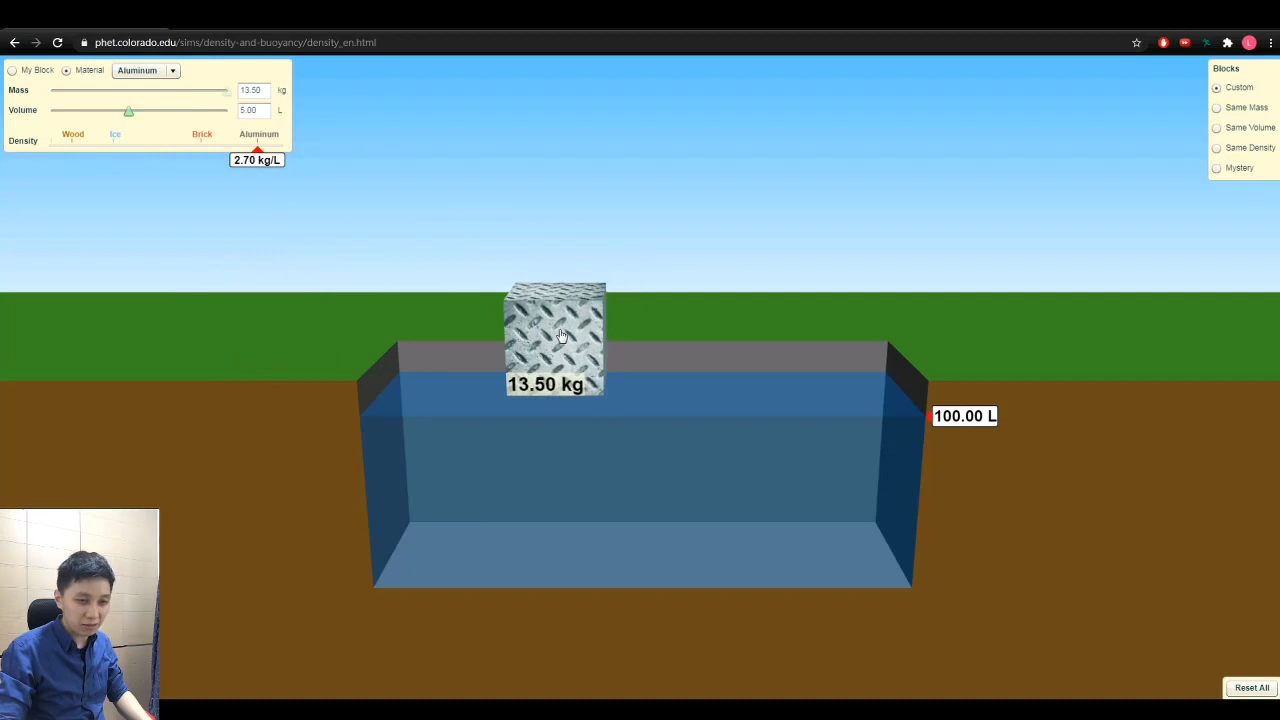 phet.colorado.edu/sims/density-and-buoyancy/density_en.html
My Block Material Aluminum
Mass 13.50 kg
Volume 5.00 L
Wood Ice Brick Aluminum
Density
2.70 kg/L
Blocks
Custom
Same Mass
Same Volume
Same Density
Mystery
13.50 kg
100.00 L
Reset All